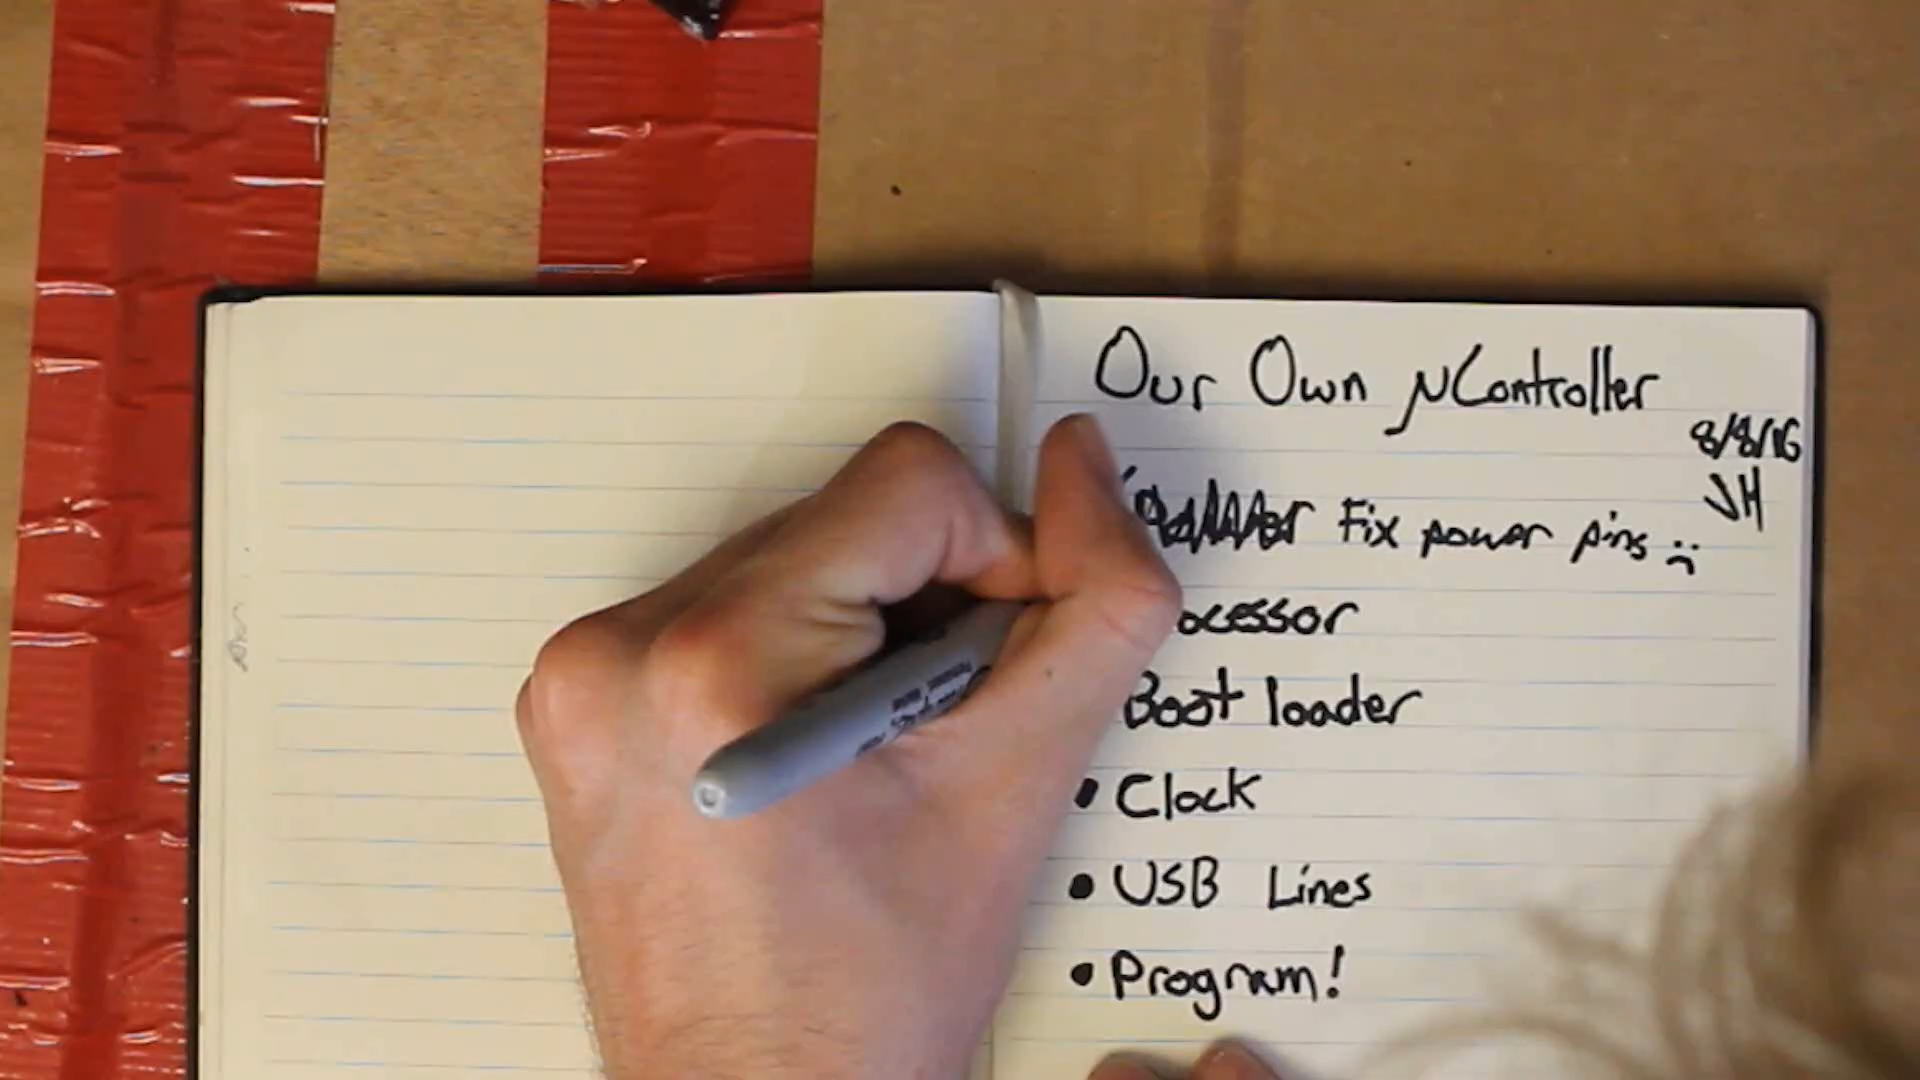 Our Own μController
8/8/16
JH
Fix power pins :(
ocessor
Boot loader
• Clock
• USB Lines
• Program!